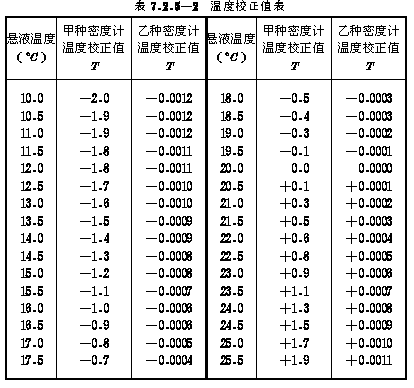 表 7.2.5—2 温度校正值表
悬液温度 甲种密度计 乙种密度计 悬液温度 甲种密度计 乙种密度计
(°C) 温度校正值 温度校正值 (°C) 温度校正值 温度校正值
T T T T
10.0 −2.0 −0.0012 18.0 −0.5 −0.0003
10.5 −1.9 −0.0012 18.5 −0.4 −0.0003
11.0 −1.9 −0.0012 19.0 −0.3 −0.0002
11.5 −1.8 −0.0011 19.5 −0.1 −0.0001
12.0 −1.8 −0.0011 20.0 0.0 0.0000
12.5 −1.7 −0.0010 20.5 +0.1 +0.0001
13.0 −1.6 −0.0010 21.0 +0.3 +0.0002
13.5 −1.5 −0.0009 21.5 +0.5 +0.0003
14.0 −1.4 −0.0009 22.0 +0.6 +0.0004
14.5 −1.3 −0.0008 22.5 +0.8 +0.0005
15.0 −1.2 −0.0008 23.0 +0.9 +0.0006
15.5 −1.1 −0.0007 23.5 +1.1 +0.0007
16.0 −1.0 −0.0006 24.0 +1.3 +0.0008
16.5 −0.9 −0.0006 24.5 +1.5 +0.0009
17.0 −0.8 −0.0005 25.0 +1.7 +0.0010
17.5 −0.7 −0.0004 25.5 +1.9 +0.0011